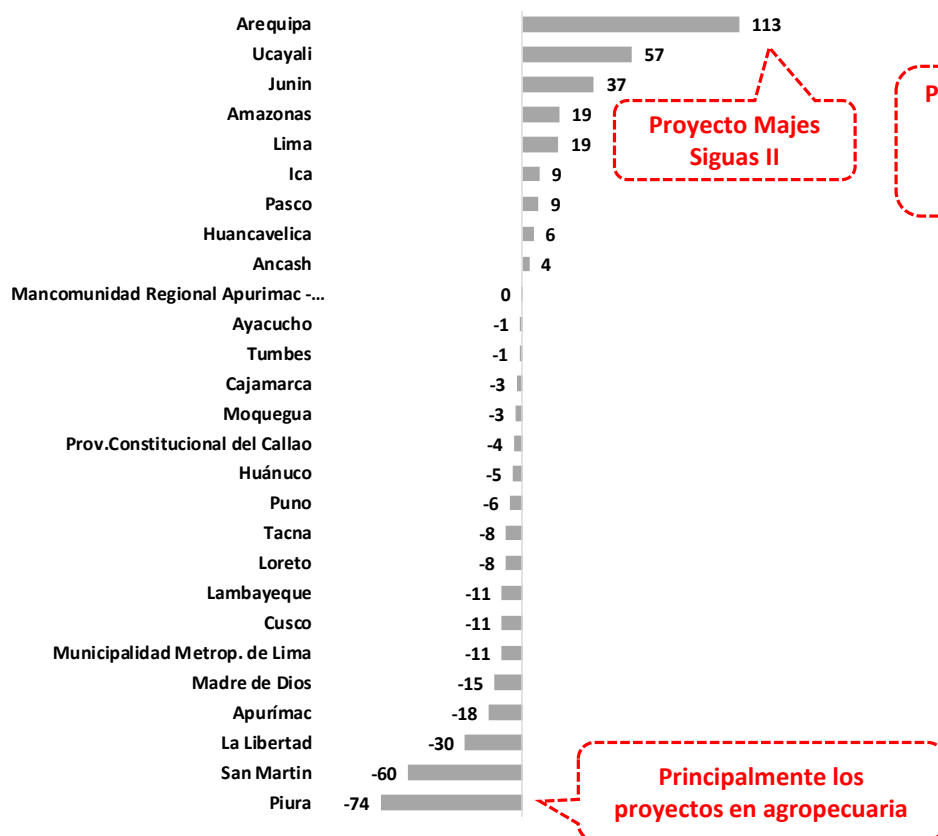 Arequipa 113
Ucayali 57
Junin 37
Amazonas 19
Lima 19
Ica 9
Pasco 9
Huancavelica 6
Ancash 4
Mancomunidad Regional Apurimac -... 0
Ayacucho -1
Tumbes -1
Cajamarca -3
Moquegua -3
Prov.Constitucional del Callao -4
Huánuco -5
Puno -6
Tacna -8
Loreto -8
Lambayeque -11
Cusco -11
Municipalidad Metrop. de Lima -11
Madre de Dios -15
Apurímac -18
La Libertad -30
San Martin -60
Piura -74
Proyecto Majes
Siguas II
P
Principalmente los
proyectos en agropecuaria